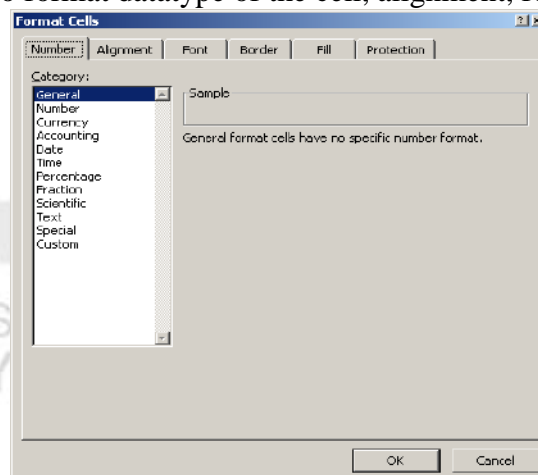 format datatype of the cell, alignment,
Format Cells
Number Alignment Font Border Fill Protection
Category:
General
Number
Currency
Accounting
Date
Time
Percentage
Fraction
Scientific
Text
Special
Custom
Sample
General format cells have no specific number format.
OK Cancel